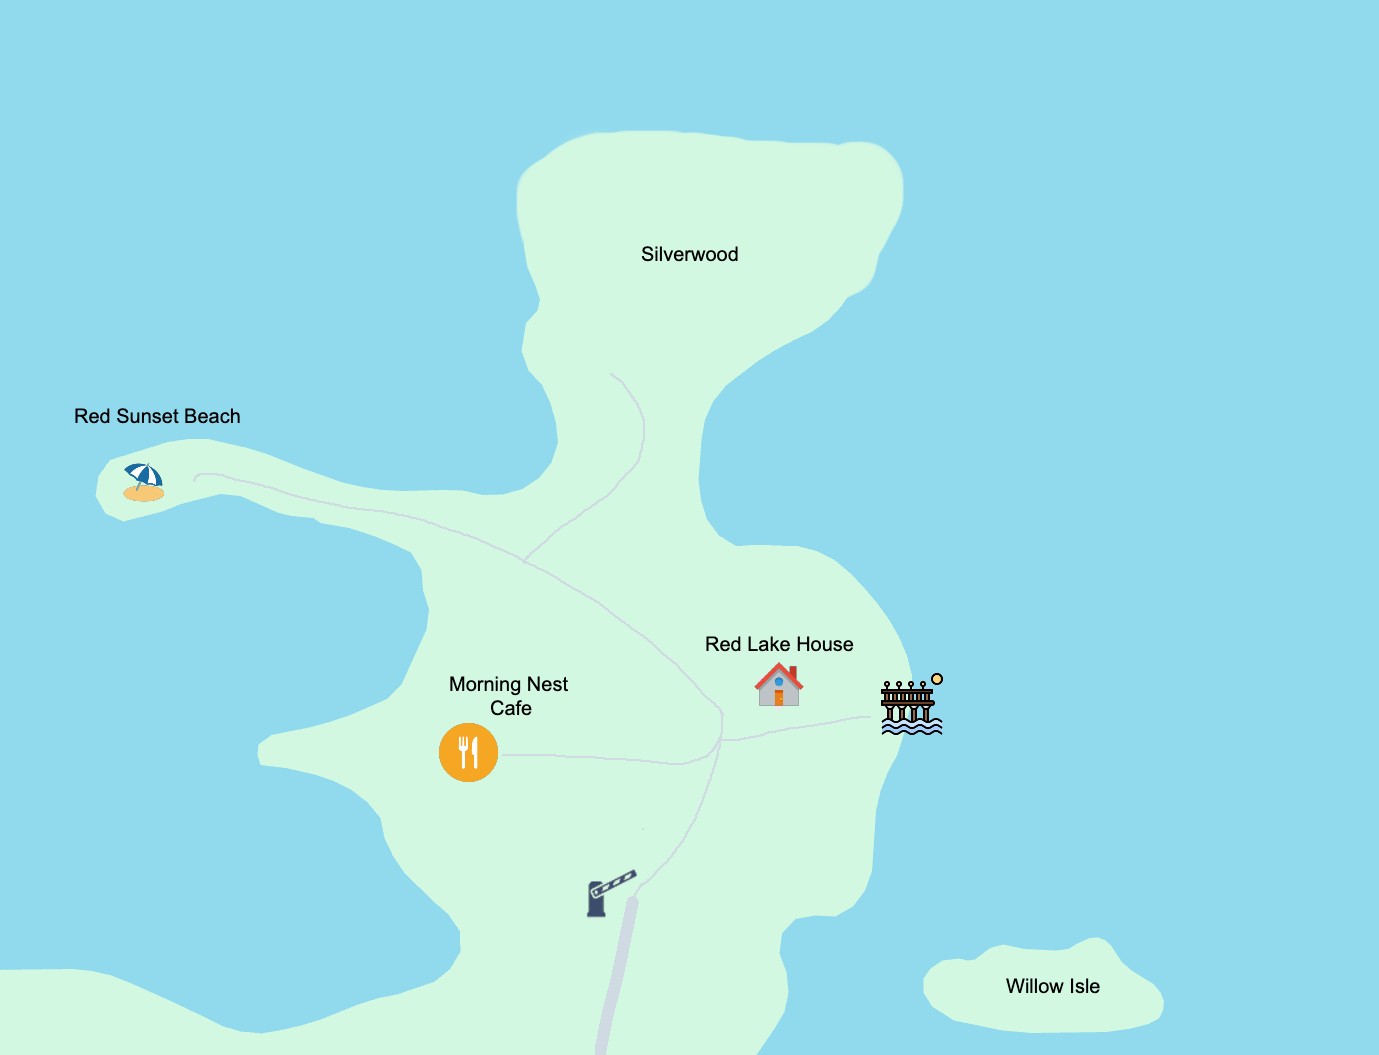 Silverwood
Red Sunset Beach
Red Lake House
Morning Nest
Cafe
Willow Isle